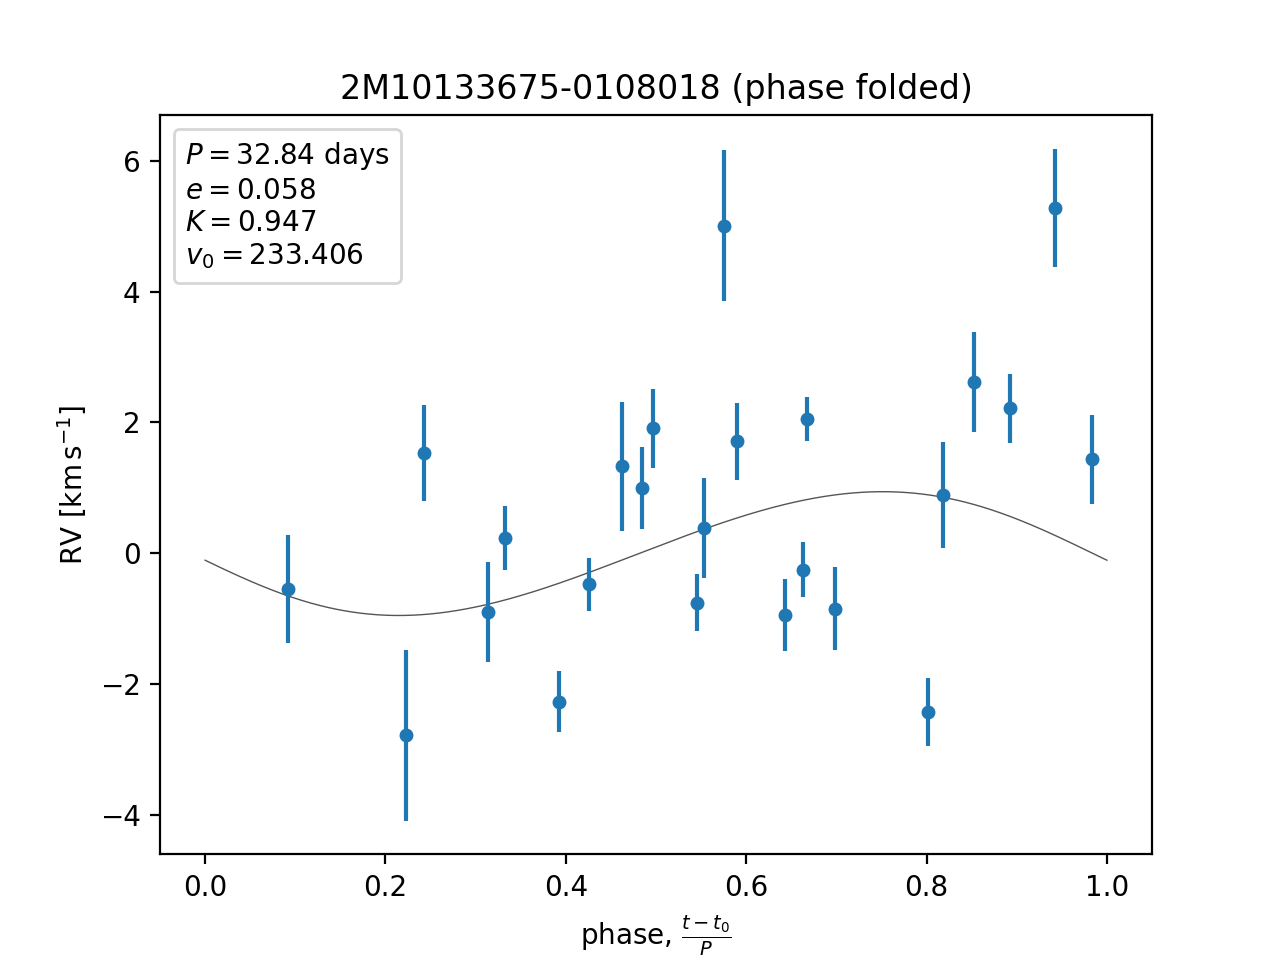 2M10133675-0108018 (phase folded)
P = 32.84 days
e = 0.058
K = 0.947
v₀ = 233.406
6
4
2
0
−2
−4
RV [km s⁻¹]
0.0 0.2 0.4 0.6 0.8 1.0
phase, (t − t₀)/P